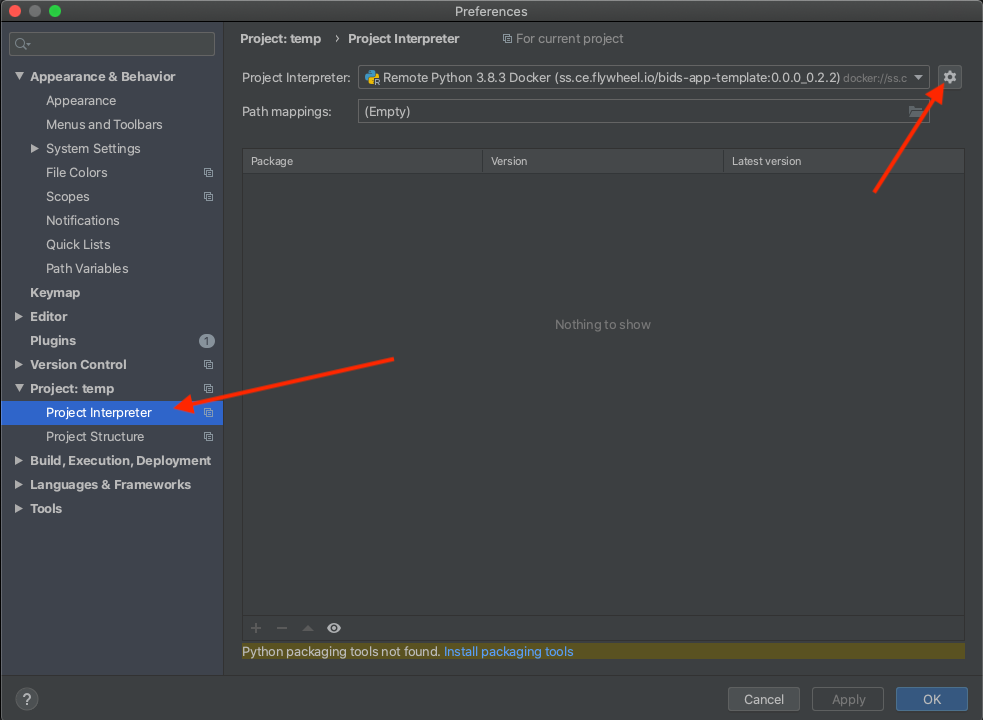 Preferences
Project: temp › Project Interpreter For current project
Project Interpreter: Remote Python 3.8.3 Docker (ss.ce.flywheel.io/bids-app-template:0.0.0_0.2.2) docker://ss.c
Path mappings: (Empty)
Appearance & Behavior
Appearance
Menus and Toolbars
System Settings
File Colors
Scopes
Notifications
Quick Lists
Path Variables
Keymap
Editor
Plugins 1
Version Control
Project: temp
Project Interpreter
Project Structure
Build, Execution, Deployment
Languages & Frameworks
Tools
Package Version Latest version
Nothing to show
Python packaging tools not found. Install packaging tools
? Cancel Apply OK